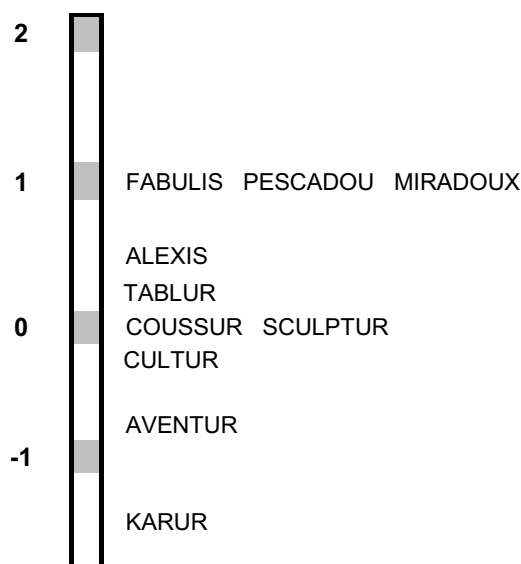 2
1 FABULIS PESCADOU MIRADOUX
ALEXIS
TABLUR
0 COUSSUR SCULPTUR
CULTUR
AVENTUR
-1
KARUR